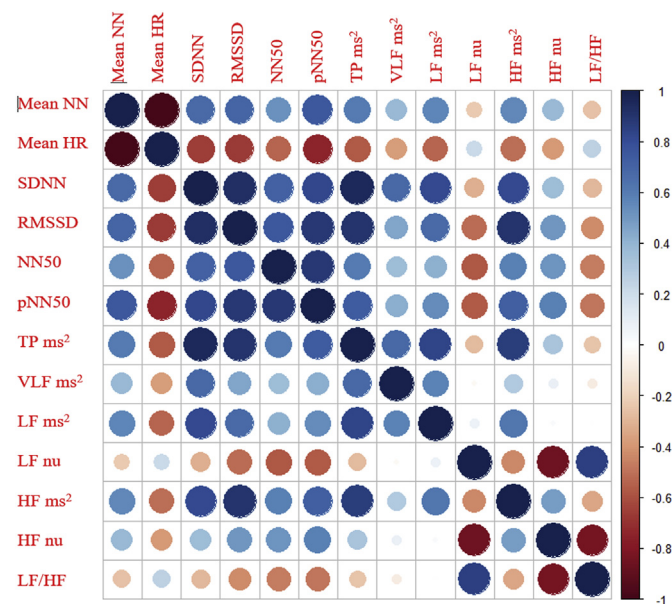 Mean NN
Mean HR
SDNN
RMSSD
NN50
pNN50
TP ms²
VLF ms²
LF ms²
LF nu
HF ms²
HF nu
LF/HF
Mean NN
Mean HR
SDNN
RMSSD
NN50
pNN50
TP ms²
VLF ms²
LF ms²
LF nu
HF ms²
HF nu
LF/HF
1
0.8
0.6
0.4
0.2
0
-0.2
-0.4
-0.6
-0.8
-1